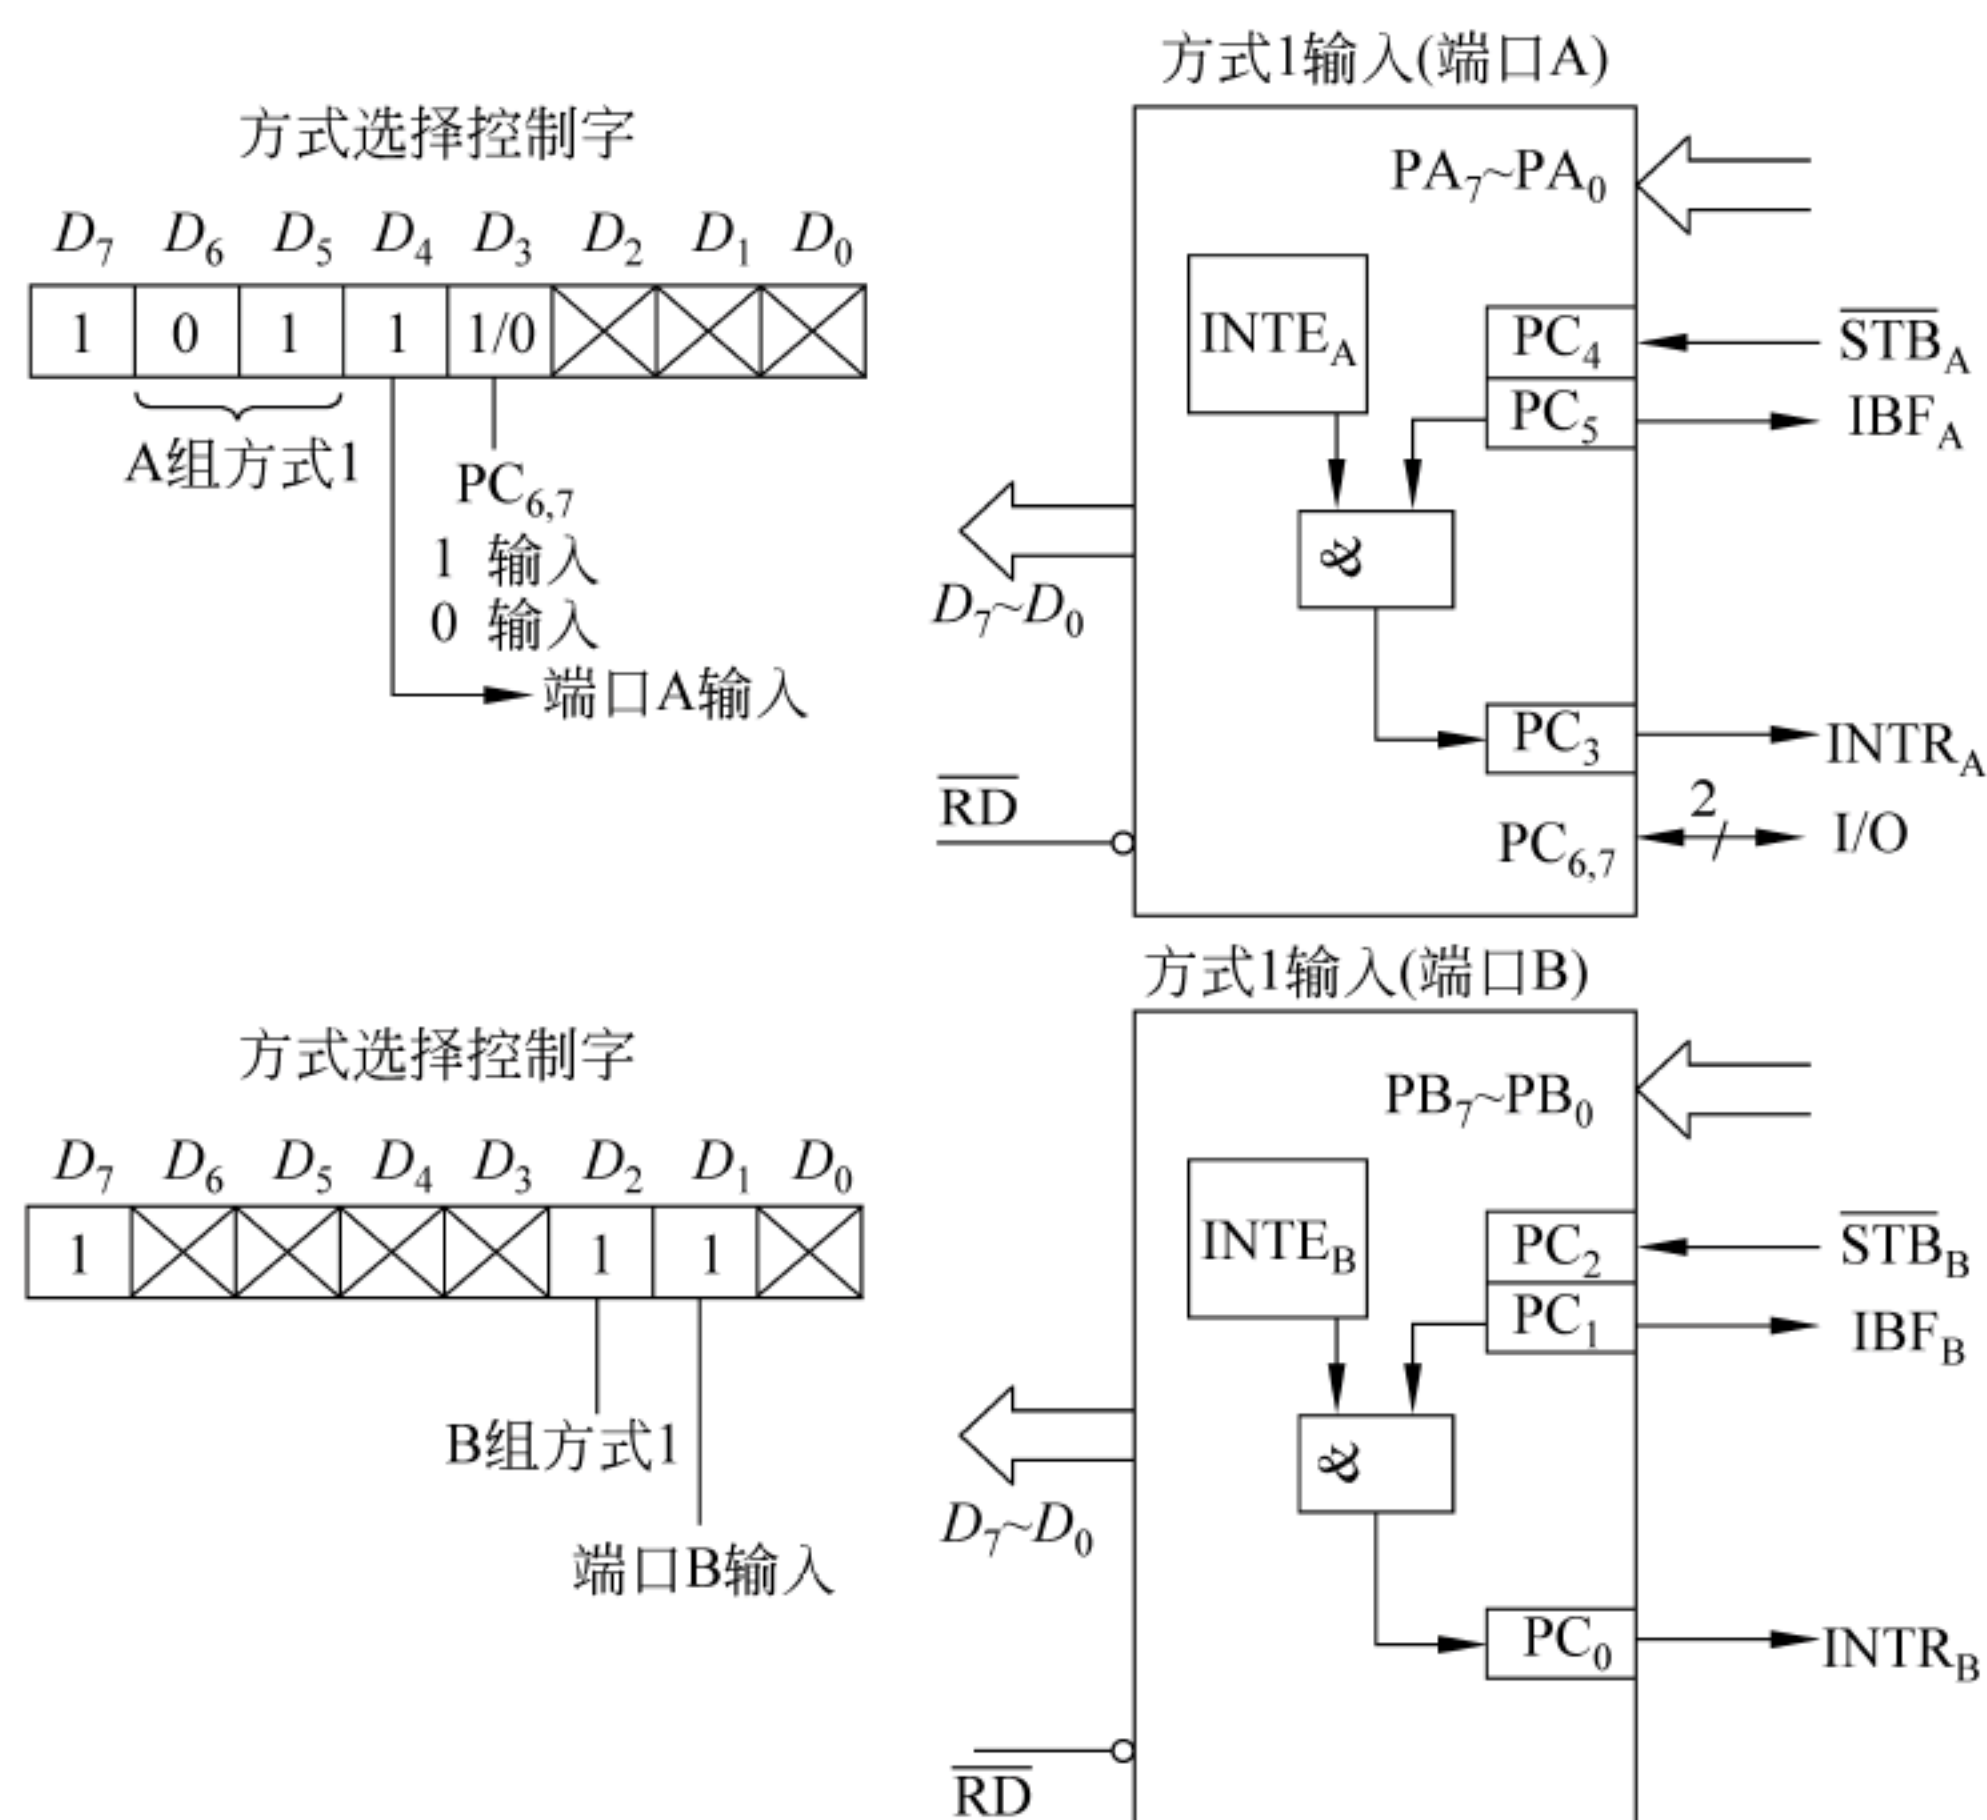 方式1输入(端口A)
方式选择控制字
D7 D6 D5 D4 D3 D2 D1 D0
1 0 1 1 1/0
A组方式1
PC6,7
1 输入
0 输入
端口A输入
PA7~PA0
INTEA
PC4
STBA
PC5
IBFA
&
D7~D0
PC3
INTRA
RD
PC6,7
2
I/O
方式1输入(端口B)
方式选择控制字
D7 D6 D5 D4 D3 D2 D1 D0
1 1 1
B组方式1
端口B输入
PB7~PB0
INTEB
PC2
STBB
PC1
IBFB
&
D7~D0
PC0
INTRB
RD